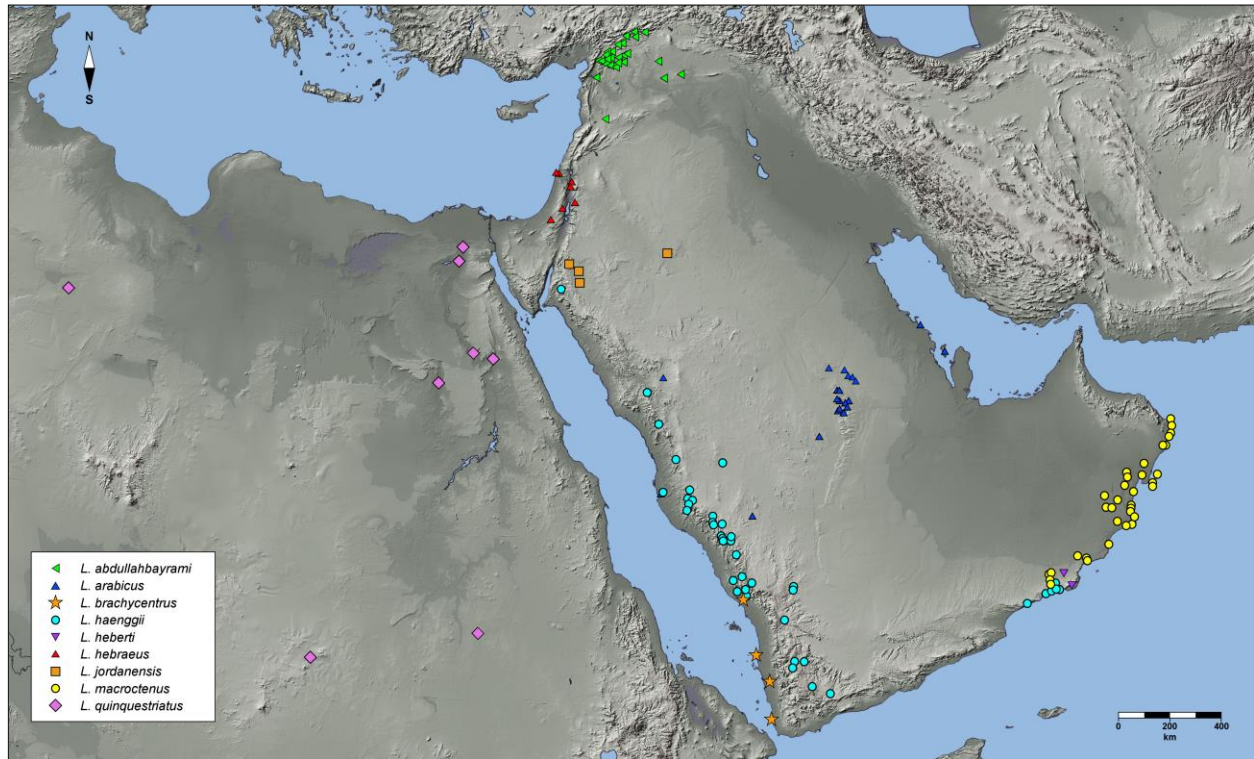 N
S
L. abdullahbayrami
L. arabicus
L. brachycentrus
L. haenggii
L. heberti
L. hebraeus
L. jordanensis
L. macroctenus
L. quinquestriatus
0 200 400
km